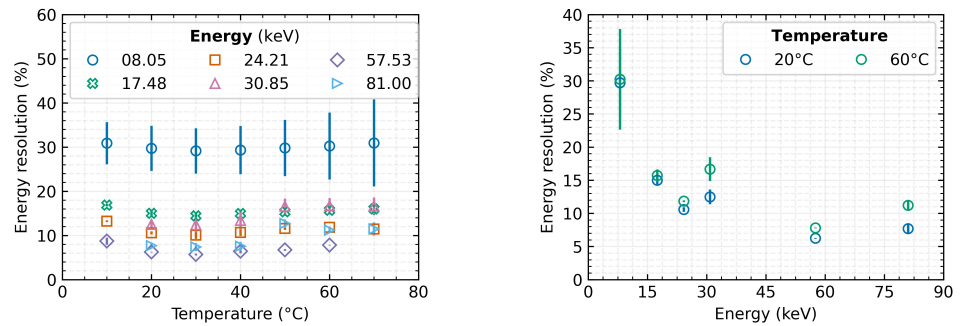 60
50
40
30
20
10
0
Energy resolution (%)
Energy (keV)
08.05 24.21 57.53
17.48 30.85 81.00
0 20 40 60 80
Temperature (°C)
40
35
30
25
20
15
10
5
0
Energy resolution (%)
Temperature
20°C 60°C
0 15 30 45 60 75 90
Energy (keV)